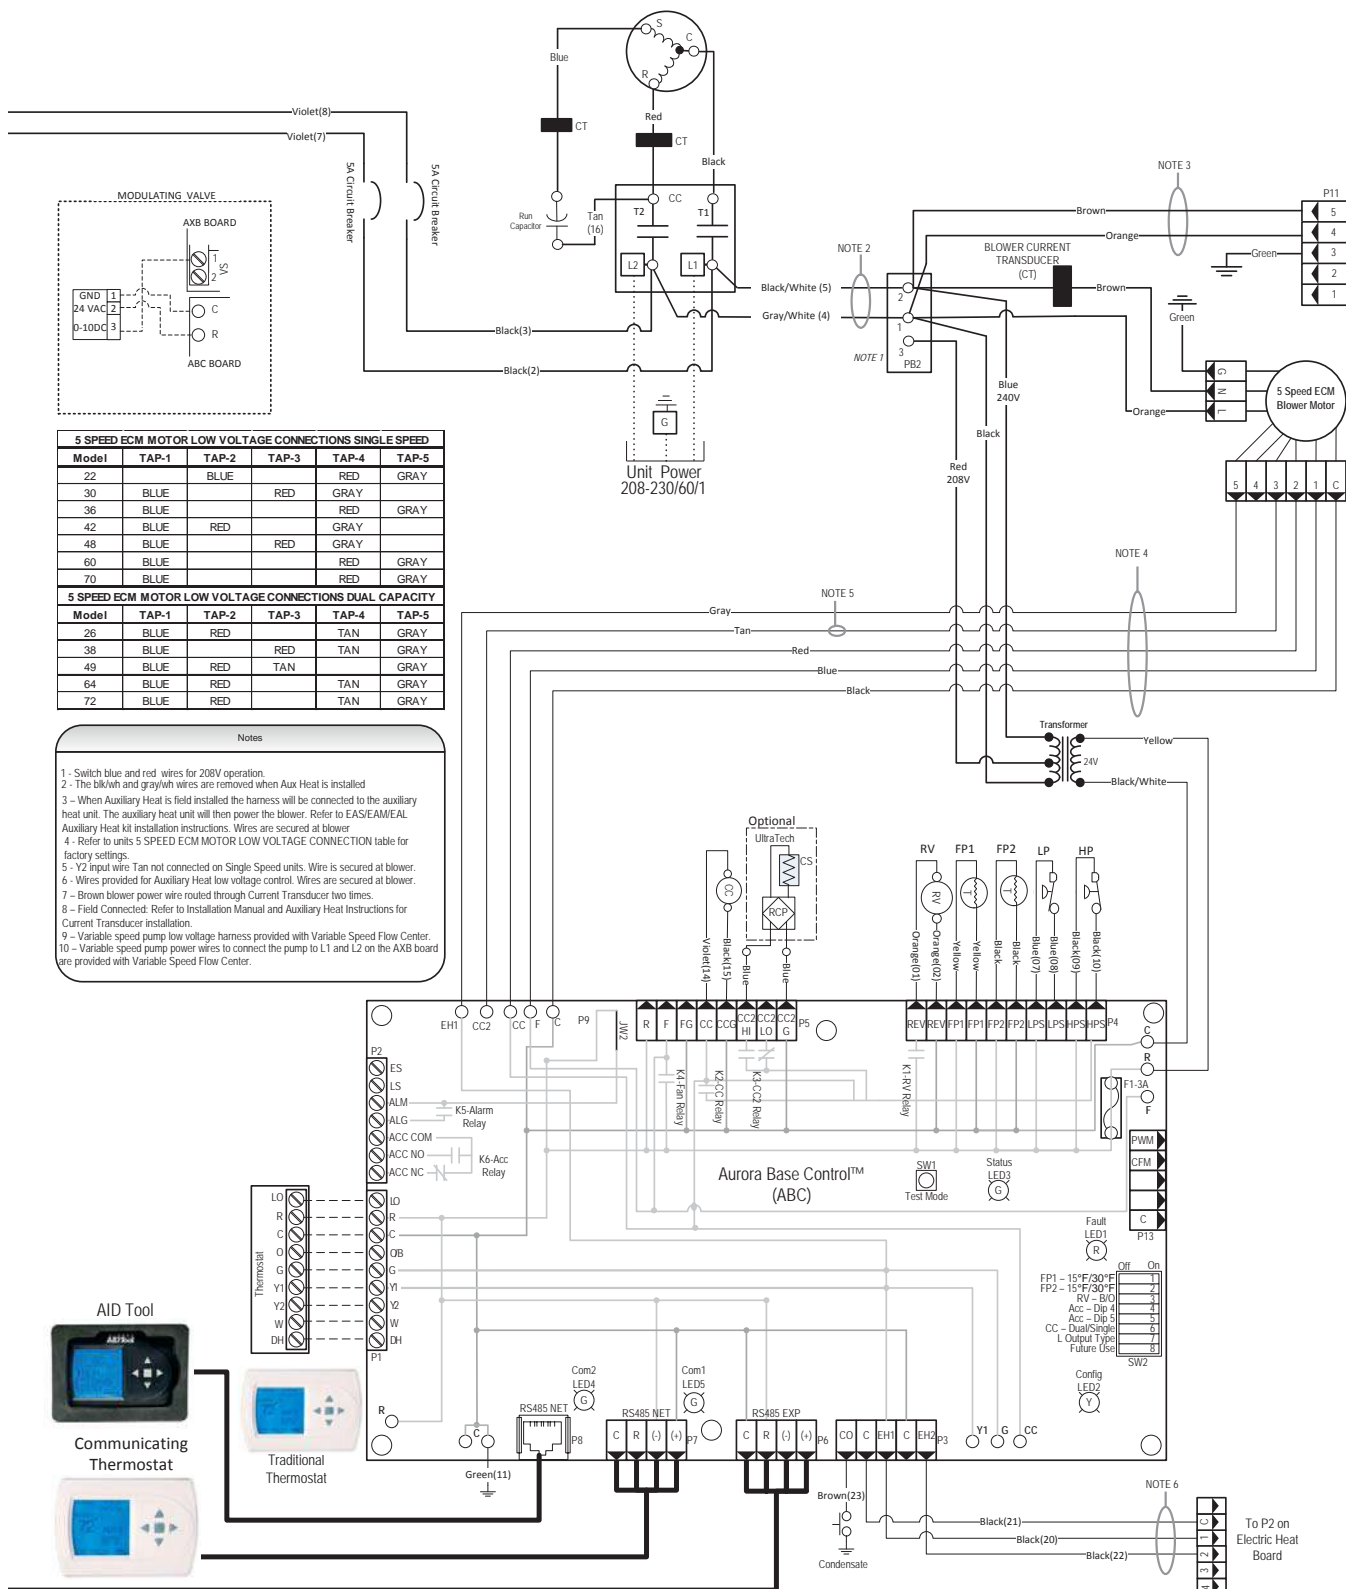 S
C
R
Blue
CT
Red
CT
Black
Violet(8)
Violet(7)
5A Circuit Breaker
5A Circuit Breaker
MODULATING VALVE
AXB BOARD
1
2
VS
GND 1
24 VAC 2
0-10DC 3
C
R
ABC BOARD
Run
Capacitor
Tan
(16)
CC
T2
T1
L2
L1
Black(3)
Black(2)
G
Unit Power
208-230/60/1
Black/White (5)
Gray/White (4)
NOTE 2
2
1
3
NOTE 1
PB2
NOTE 3
P11
5
4
3
2
1
Brown
Orange
Green
BLOWER CURRENT
TRANSDUCER
(CT)
Brown
Green
Orange
G
N
L
5 Speed ECM
Blower Motor
5 4 3 2 1 C
Blue
240V
Black
Red
208V
5 SPEED ECM MOTOR LOW VOLTAGE CONNECTIONS SINGLE SPEED
Model TAP-1 TAP-2 TAP-3 TAP-4 TAP-5
22 BLUE RED GRAY
30 BLUE RED GRAY
36 BLUE RED GRAY
42 BLUE RED GRAY
48 BLUE RED GRAY
60 BLUE RED GRAY
70 BLUE RED GRAY
5 SPEED ECM MOTOR LOW VOLTAGE CONNECTIONS DUAL CAPACITY
Model TAP-1 TAP-2 TAP-3 TAP-4 TAP-5
26 BLUE RED TAN GRAY
38 BLUE RED TAN GRAY
49 BLUE RED TAN GRAY
64 BLUE RED TAN GRAY
72 BLUE RED TAN GRAY
NOTE 4
NOTE 5
Gray
Tan
Red
Blue
Black
Transformer
24V
Yellow
Black/White
Notes
1 - Switch blue and red wires for 208V operation.
2 - The blk/wh and gray/wh wires are removed when Aux Heat is installed
3 – When Auxiliary Heat is field installed the harness will be connected to the auxiliary
heat unit. The auxiliary heat unit will then power the blower. Refer to EAS/EAM/EAL
Auxiliary Heat kit installation instructions. Wires are secured at blower
4 - Refer to units 5 SPEED ECM MOTOR LOW VOLTAGE CONNECTION table for
factory settings.
5 - Y2 input wire Tan not connected on Single Speed units. Wire is secured at blower.
6 - Wires provided for Auxiliary Heat low voltage control. Wires are secured at blower.
7 – Brown blower power wire routed through Current Transducer two times.
8 – Field Connected: Refer to Installation Manual and Auxiliary Heat Instructions for
Current Transducer installation.
9 – Variable speed pump low voltage harness provided with Variable Speed Flow Center.
10 – Variable speed pump power wires to connect the pump to L1 and L2 on the AXB board
are provided with Variable Speed Flow Center.
Optional
UltraTech
CS
RCP
CC
Violet(14)
Black(15)
Blue
Blue
RV FP1 FP2 LP HP
RV
T
T
Orange(01)
Orange(02)
Yellow
Yellow
Black
Black
Blue(07)
Blue(08)
Black(09)
Black(10)
EH1 CC2 CC F C
P9
JW2
R F FG CC CCG CC2 HI CC2 LO CC2 G
P5
REV REV FP1 FP1 FP2 FP2 LPS LPS HPS HPS
P4
C
R
F1-3A
F
P2
ES
LS
ALM
ALG
ACC COM
ACC NO
ACC NC
K5-Alarm
Relay
K6-Acc
Relay
K4-Fan Relay
K2-CC Relay
K3-CC2 Relay
K1-RV Relay
PWM
CFM
C
P13
Aurora Base Control™
(ABC)
SW1
Test Mode
Status
LED3
G
Fault
LED1
R
Thermostat
LO
R
C
O
G
Y1
Y2
W
DH
LO
R
C
O/B
G
Y1
Y2
W
DH
P1
Off On
FP1 – 15°F/30°F 1
FP2 – 15°F/30°F 2
RV – B/O 3
Acc – Dip 4 4
Acc – Dip 5 5
CC – Dual/Single 6
L Output Type 7
Future Use 8
SW2
Config
LED2
Y
AID Tool
Traditional
Thermostat
Communicating
Thermostat
R
C
Green(11)
Com2
LED4
G
RS485 NET
P8
RS485 NET
C R (-) (+)
P7
Com1
LED5
G
RS485 EXP
C R (-) (+)
P6
CO C EH1 C EH2
P3
Y1 G CC
Brown(23)
Condensate
Black(21)
Black(20)
Black(22)
NOTE 6
C
1
2
3
4
To P2 on
Electric Heat
Board